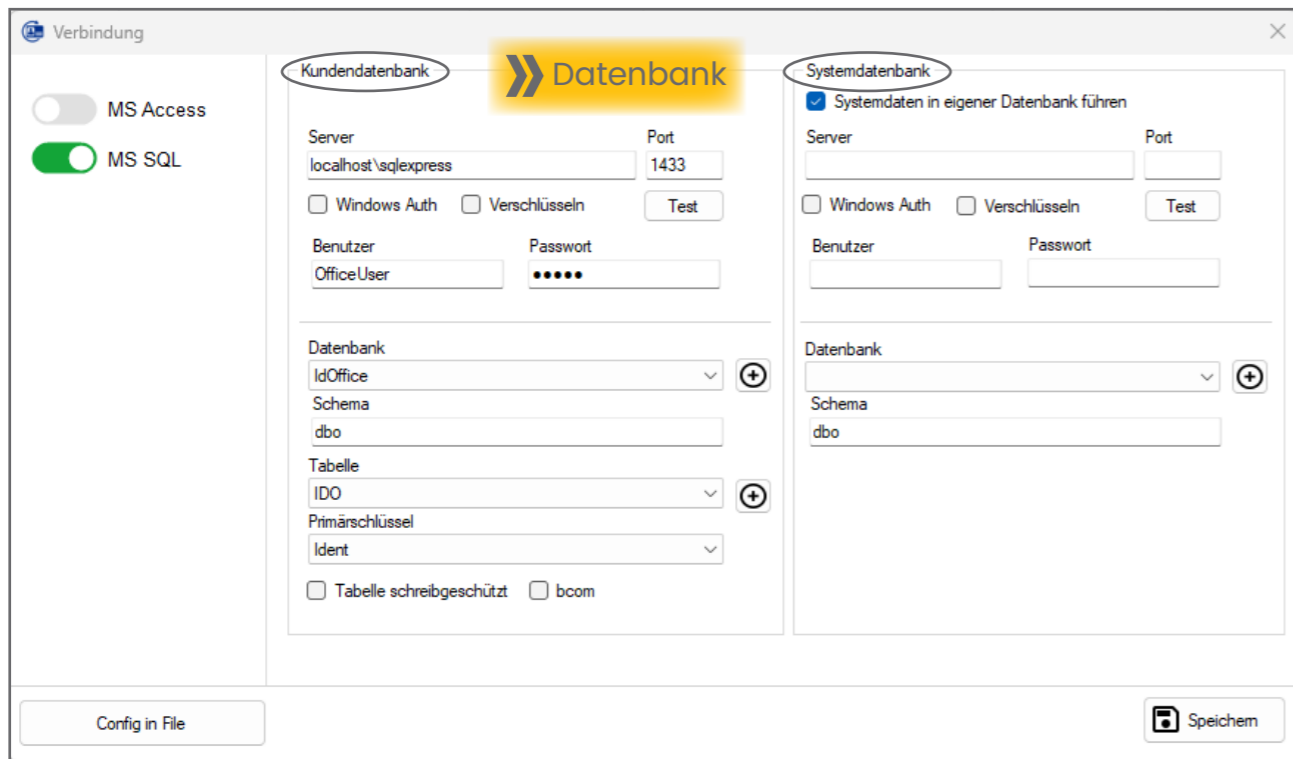 Verbindung
MS Access
MS SQL
Datenbank
Kundendatenbank
Server
Port
localhost\sqlexpress
1433
Windows Auth
Verschlüsseln
Test
Benutzer
Passwort
OfficeUser
●●●●●
Datenbank
IdOffice
Schema
dbo
Tabelle
IDO
Primärschlüssel
Ident
Tabelle schreibgeschützt
bcom
Systemdatenbank
Systemdaten in eigener Datenbank führen
Server
Port
Windows Auth
Verschlüsseln
Test
Benutzer
Passwort
Datenbank
Schema
dbo
Config in File
Speichern